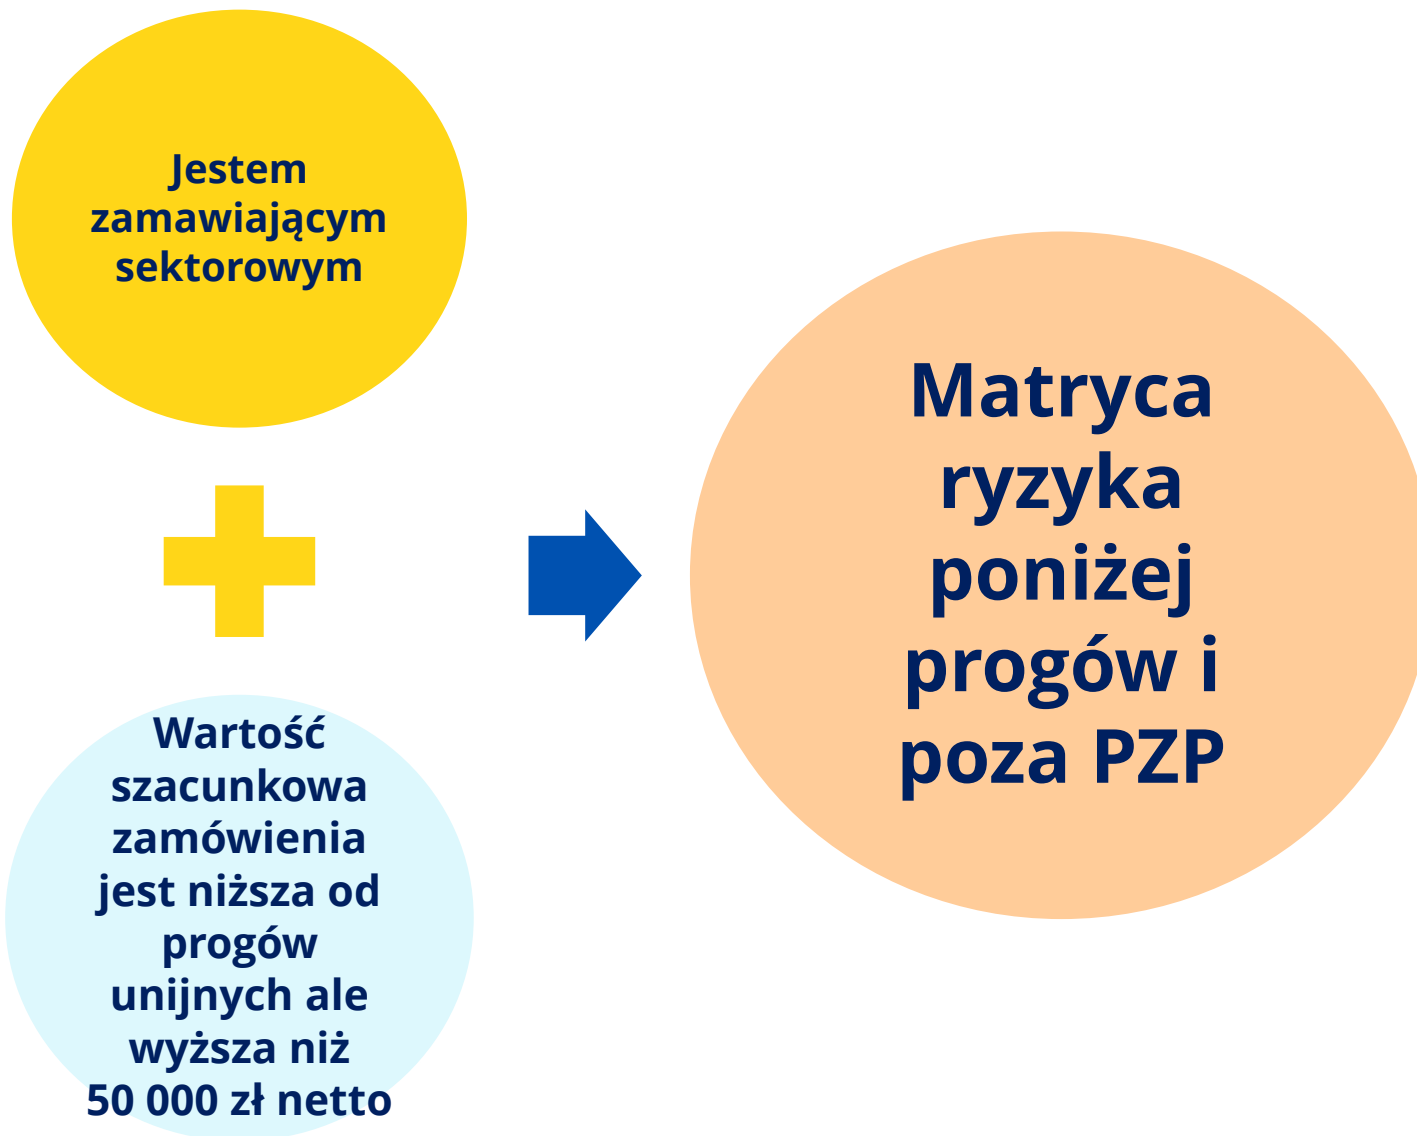 Jestem
zamawiającym
sektorowym
Wartość
szacunkowa
zamówienia
jest niższa od
progów
unijnych ale
wyższa niż
50 000 zł netto
Matryca
ryzyka
poniżej
progów i
poza PZP